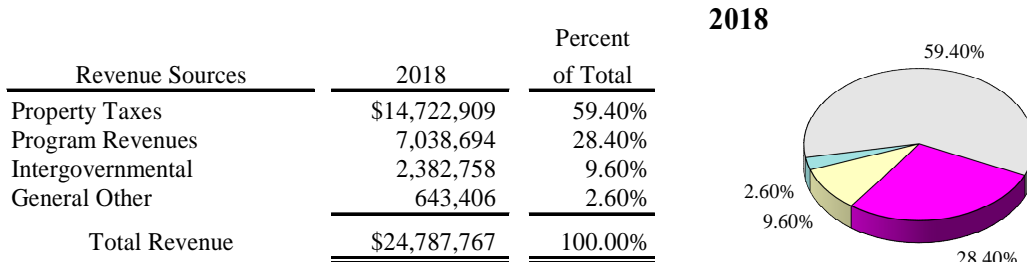 2018
Percent
Revenue Sources 2018 of Total
Property Taxes $14,722,909 59.40%
Program Revenues 7,038,694 28.40%
Intergovernmental 2,382,758 9.60%
General Other 643,406 2.60%
Total Revenue $24,787,767 100.00%
59.40%
2.60%
9.60%
28.40%